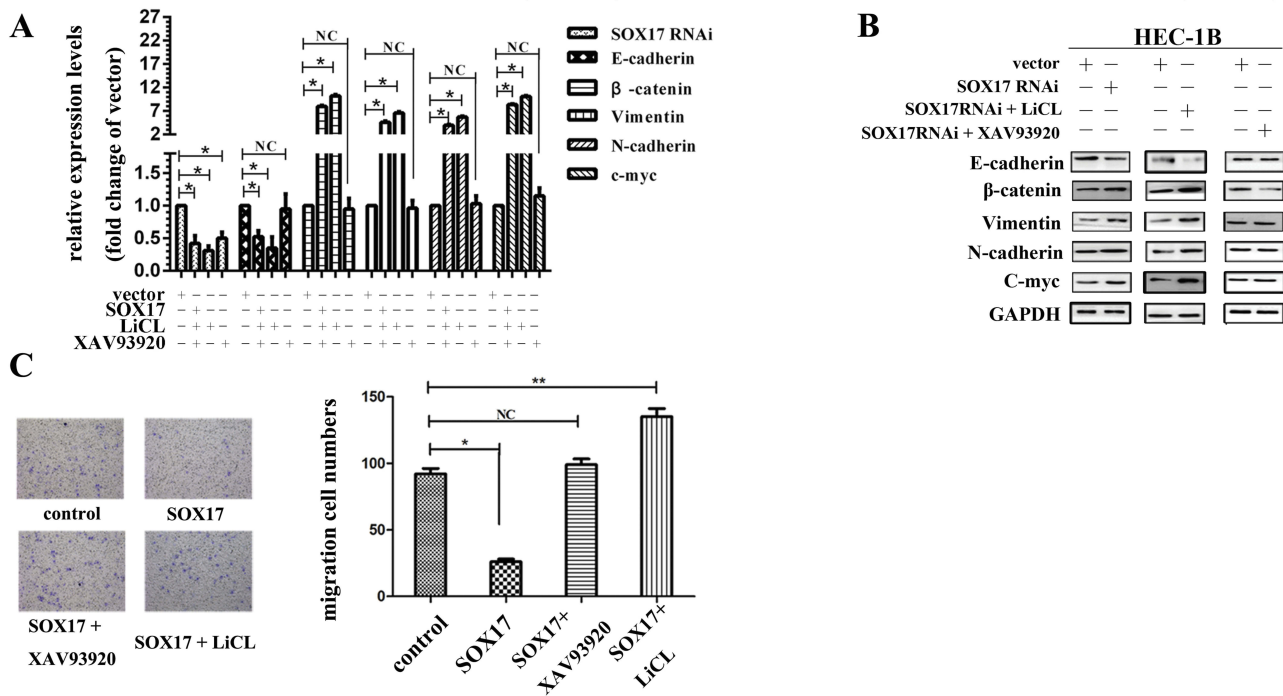 A
relative expression levels
(fold change of vector)
27
22
17
12
7
2
1.5
1.0
0.5
0.0
* * *
* * NC
* * NC
* * NC
* * NC
* * NC
SOX17 RNAi
E-cadherin
β -catenin
Vimentin
N-cadherin
c-myc
vector + − − − + − − − + − − − + − − − + − − − + − − −
SOX17 − + − − − + − − − + − − − + − − − + − − − + − −
LiCL − − + − − − + − − − + − − − + − − − + − − − + −
XAV93920 − + − + − + − + − + − + − + − + − + − + − + − +
B
HEC-1B
vector + − + − + −
SOX17 RNAi − + − − − −
SOX17RNAi + LiCL − − − + − −
SOX17RNAi + XAV93920 − − − − − +
E-cadherin
β-catenin
Vimentin
N-cadherin
C-myc
GAPDH
C
control
SOX17
SOX17 +
XAV93920
SOX17 + LiCL
migration cell numbers
150
100
50
0
**
NC
*
control
SOX17
SOX17+
XAV93920
SOX17+
LiCL